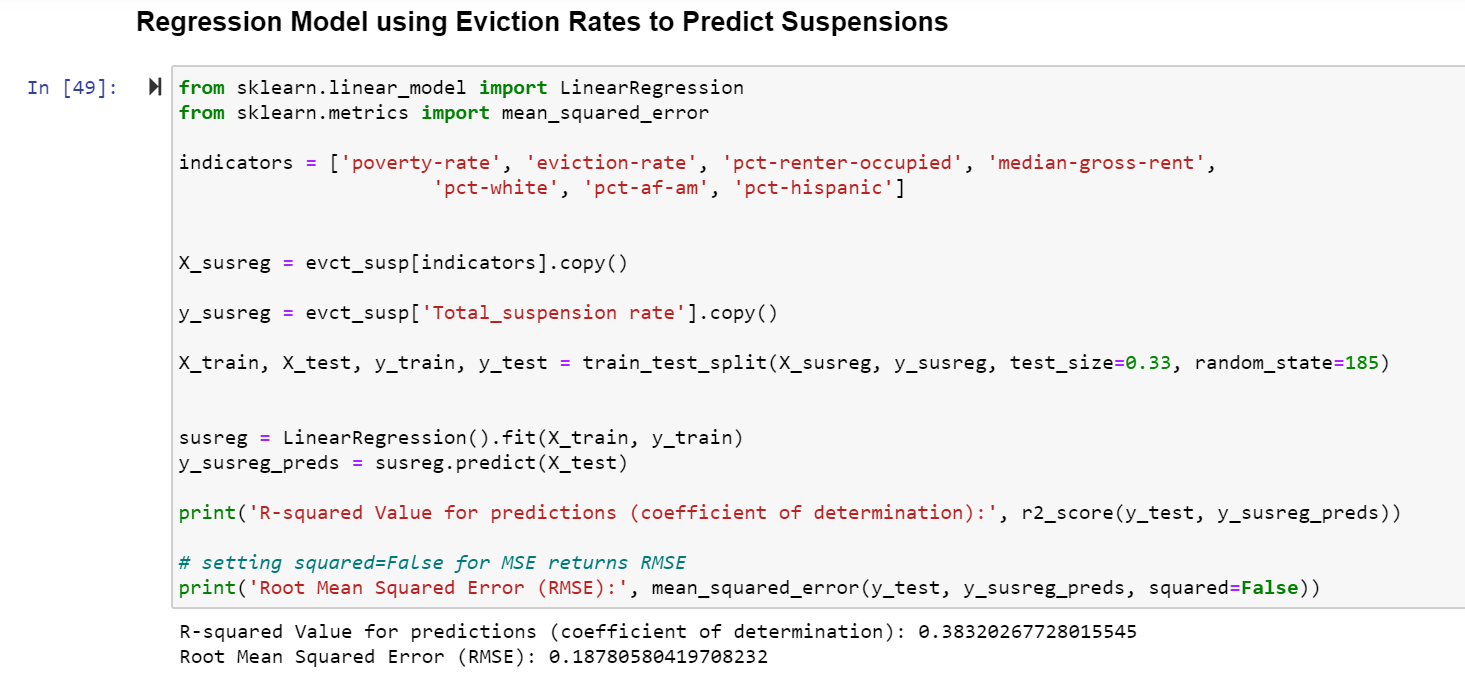 Regression Model using Eviction Rates to Predict Suspensions
In [49]:
from sklearn.linear_model import LinearRegression
from sklearn.metrics import mean_squared_error
indicators = ['poverty-rate', 'eviction-rate', 'pct-renter-occupied', 'median-gross-rent',
'pct-white', 'pct-af-am', 'pct-hispanic']
X_susreg = evct_susp[indicators].copy()
y_susreg = evct_susp['Total_suspension rate'].copy()
X_train, X_test, y_train, y_test = train_test_split(X_susreg, y_susreg, test_size=0.33, random_state=185)
susreg = LinearRegression().fit(X_train, y_train)
y_susreg_preds = susreg.predict(X_test)
print('R-squared Value for predictions (coefficient of determination):', r2_score(y_test, y_susreg_preds))
# setting squared=False for MSE returns RMSE
print('Root Mean Squared Error (RMSE):', mean_squared_error(y_test, y_susreg_preds, squared=False))
R-squared Value for predictions (coefficient of determination): 0.38320267728015545
Root Mean Squared Error (RMSE): 0.18780580419708232